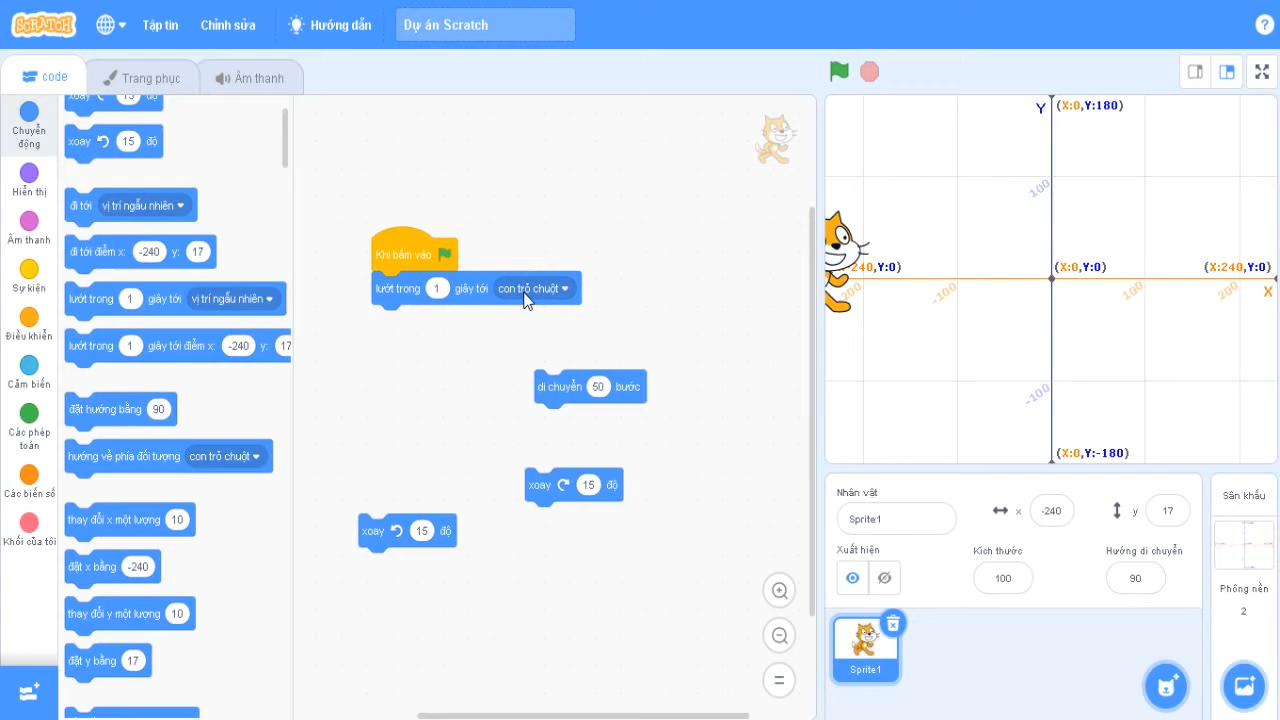 SCRATCH
Tập tin
Chỉnh sửa
Hướng dẫn
Dự án Scratch
?
code
Trang phục
Âm thanh
Chuyển động
Hiển thị
Âm thanh
Sự kiện
Điều khiển
Cảm biến
Các phép toán
Các biến số
Khối của tôi
xoay 15 độ
xoay 15 độ
đi tới vị trí ngẫu nhiên
đi tới điểm x: -240 y: 17
lướt trong 1 giây tới vị trí ngẫu nhiên
lướt trong 1 giây tới điểm x: -240 y: 17
đặt hướng bằng 90
hướng về phía đối tượng con trỏ chuột
thay đổi x một lượng 10
đặt x bằng -240
thay đổi y một lượng 10
đặt y bằng 17
Khi bấm vào
lướt trong 1 giây tới con trỏ chuột
di chuyển 50 bước
xoay 15 độ
xoay 15 độ
Y
(X:0,Y:180)
100
240,Y:0)
(X:0,Y:0)
(X:240,Y:0)
X
200
-100
100
200
-100
(X:0,Y:-180)
Nhân vật
Sprite1
x -240
y 17
Xuất hiện
Kích thước
100
Hướng di chuyển
90
Sprite1
Sân khấu
Phông nền
2